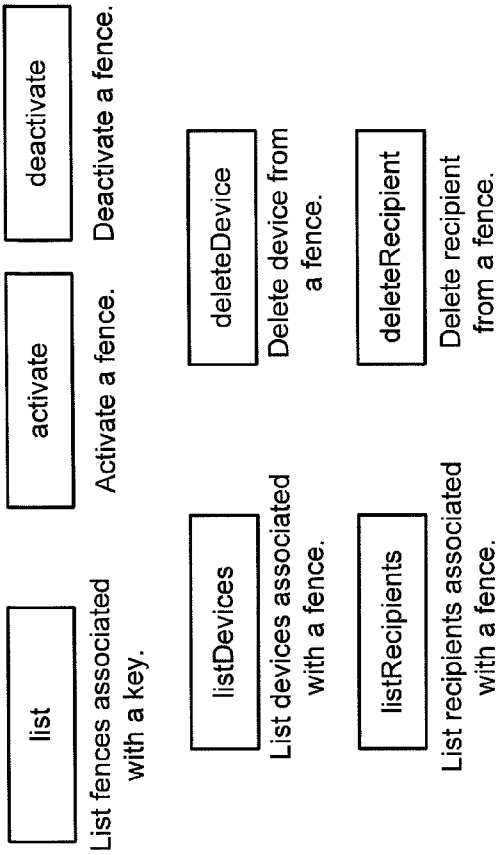 list
List fences associated
with a key.
activate
Activate a fence.
deactivate
Deactivate a fence.
listDevices
List devices associated
with a fence.
deleteDevice
Delete device from
a fence.
listRecipients
List recipients associated
with a fence.
deleteRecipient
Delete recipient
from a fence.